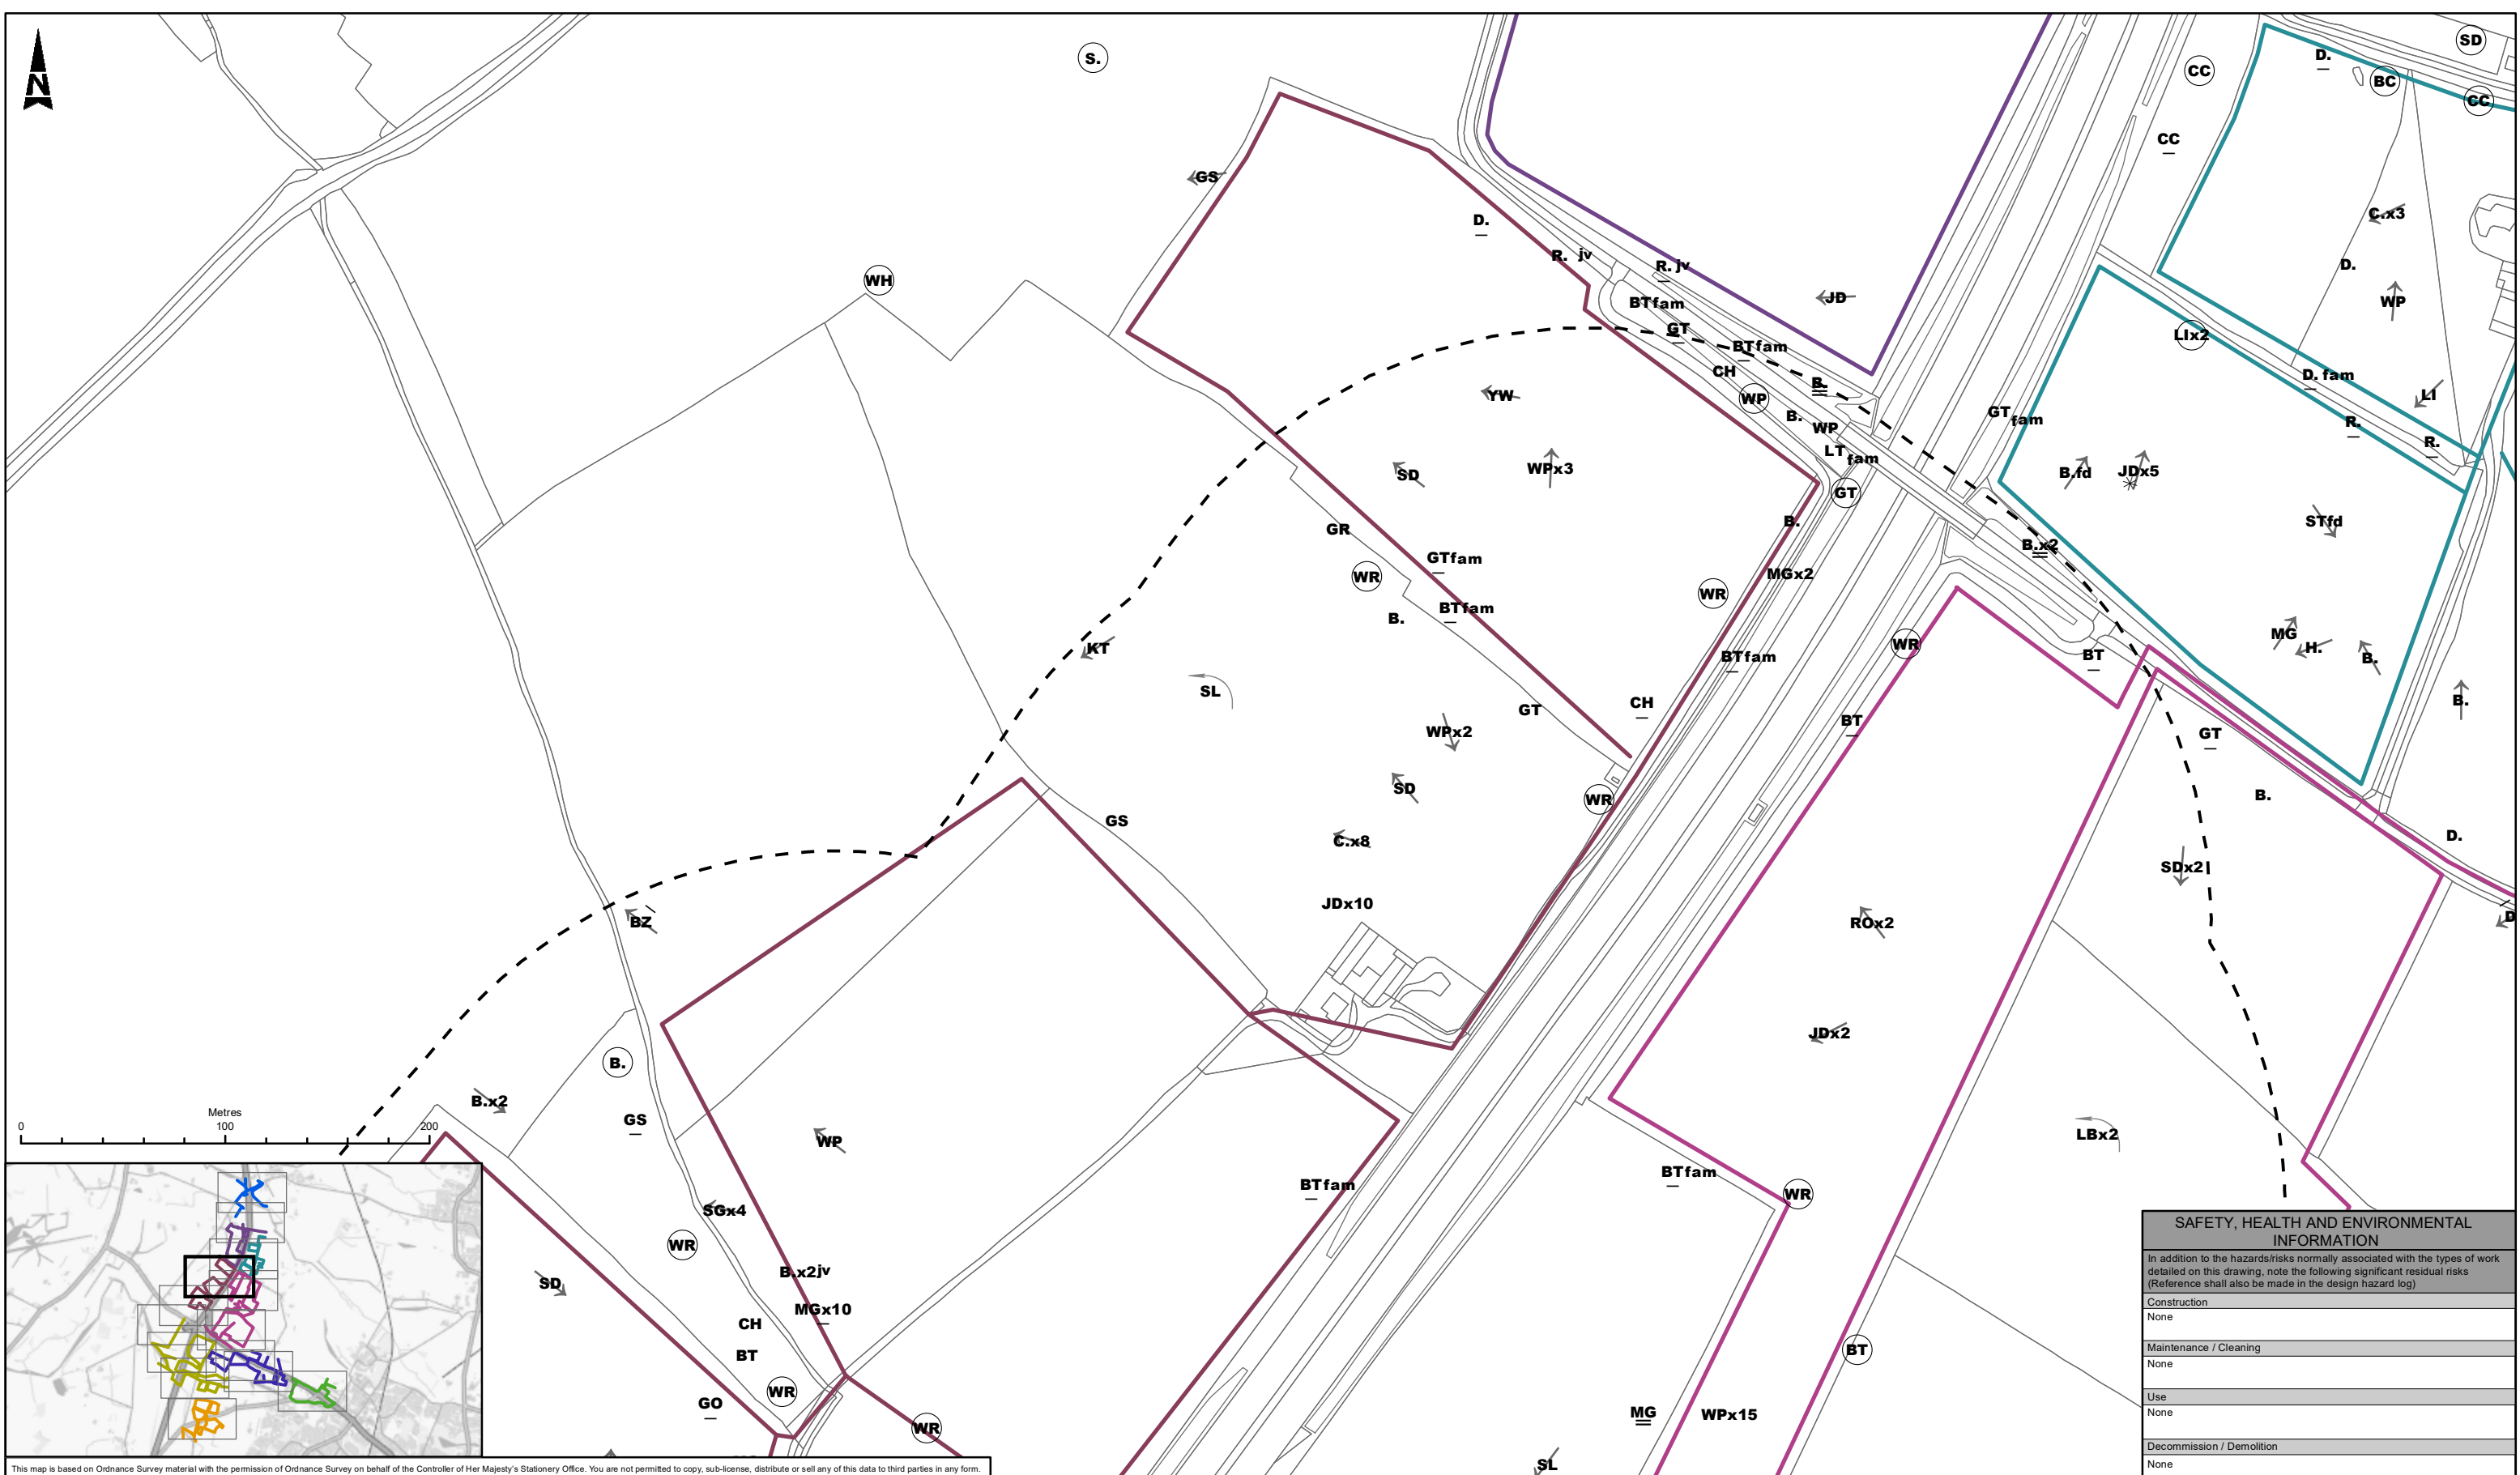 N
S.
SD
CC
D.
BC
CC
CC
GS
C.x3
D.
R. jv
R. jv
D.
WH
BTfam
JD
WP
GT
LIx2
BTfam
CH
D. fam
B.
YW
WP
LI
B.
GT fam
R.
WP
R.
LT fam
SD
WPx3
B.fd
JDx5
GT
GR
B.
STfd
B.x2
GTfam
WR
MGx2
WR
BTfam
B.
MG
H.
KT
WR
BTfam
BT
B.
SL
CH
B.
GT
BT
WPx2
GT
SD
WR
B.
GS
C.x8
D.
SDx2
JDx10
BZ
ROx2
D
JDx2
B.
B.x2
Metres
0
100
200
GS
WP
LBx2
BTfam
BTfam
WR
SGx4
WR
SD
B.x2jv
MGx10
CH
BT
BT
WR
GO
MG
WPx15
WR
SL
SAFETY, HEALTH AND ENVIRONMENTAL
INFORMATION
In addition to the hazards/risks normally associated with the types of work
detailed on this drawing, note the following significant residual risks
(Reference shall also be made in the design hazard log)
Construction
None
Maintenance / Cleaning
None
Use
None
Decommission / Demolition
None
This map is based on Ordnance Survey material with the permission of Ordnance Survey on behalf of the Controller of Her Majesty's Stationery Office. You are not permitted to copy, sub-license, distribute or sell any of this data to third parties in any form.